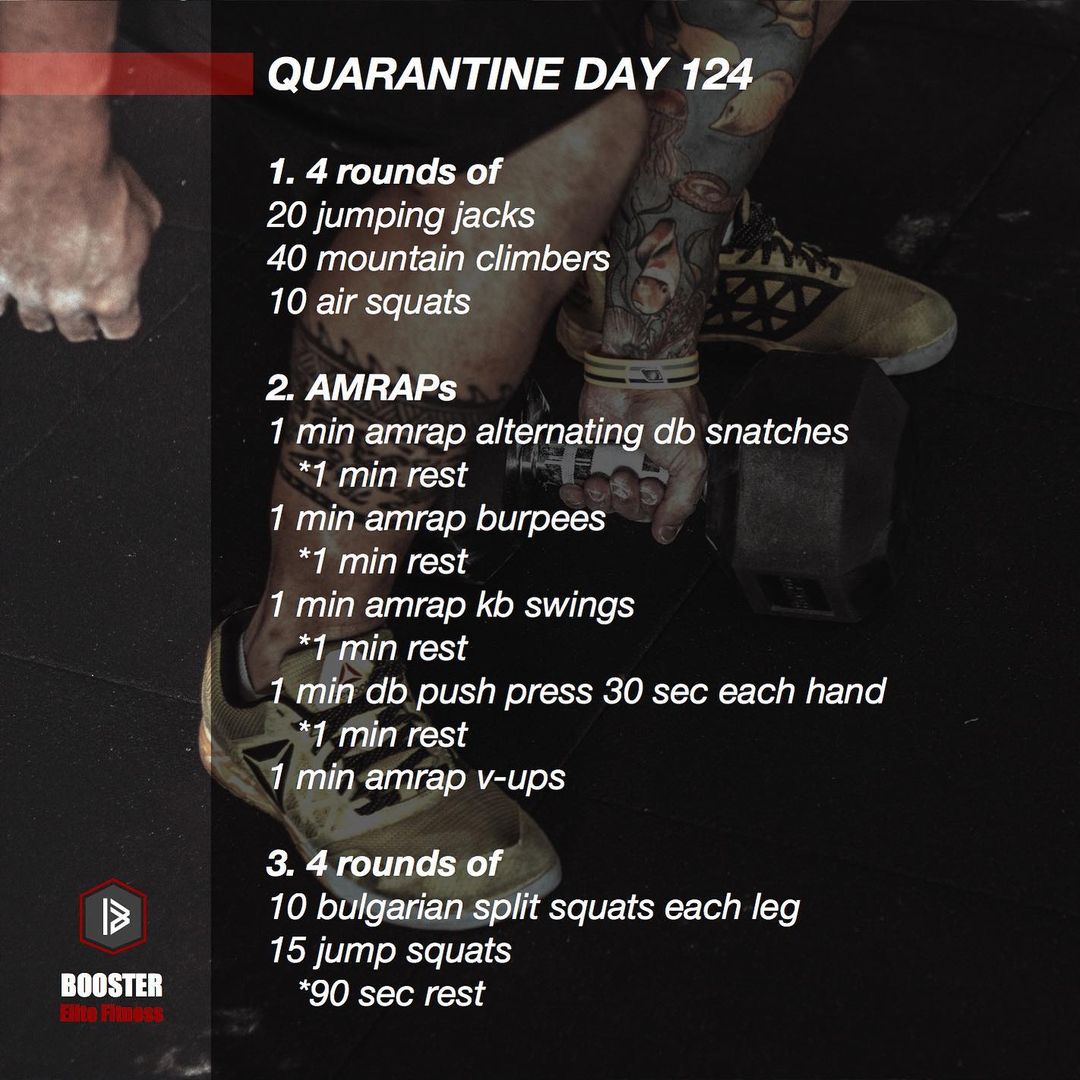 QUARANTINE DAY 124
1. 4 rounds of
20 jumping jacks
40 mountain climbers
10 air squats
2. AMRAPs
1 min amrap alternating db snatches
*1 min rest
1 min amrap burpees
*1 min rest
1 min amrap kb swings
*1 min rest
1 min db push press 30 sec each hand
*1 min rest
1 min amrap v-ups
3. 4 rounds of
10 bulgarian split squats each leg
15 jump squats
*90 sec rest
BOOSTER
Elite Fitness